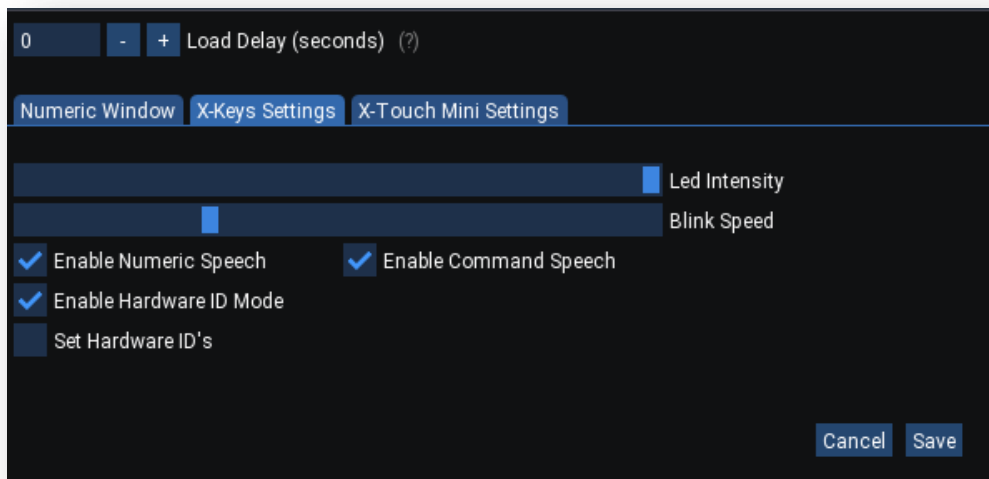 0 - + Load Delay (seconds) (?)
Numeric Window X-Keys Settings X-Touch Mini Settings
Led Intensity
Blink Speed
Enable Numeric Speech Enable Command Speech
Enable Hardware ID Mode
Set Hardware ID's
Cancel Save